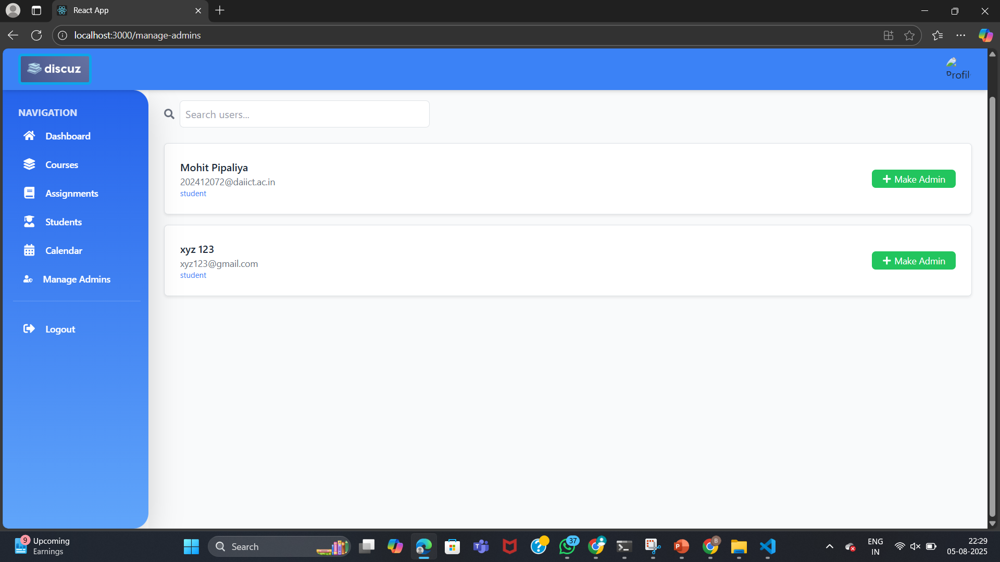 React App
localhost:3000/manage-admins
discuz
Profil
NAVIGATION
Dashboard
Courses
Assignments
Students
Calendar
Manage Admins
Logout
Search users...
Mohit Pipaliya
202412072@daiict.ac.in
student
Make Admin
xyz 123
xyz123@gmail.com
student
Make Admin
9
Upcoming
Earnings
Search
T
?
37
P
B
ENG
IN
22:29
05-08-2025